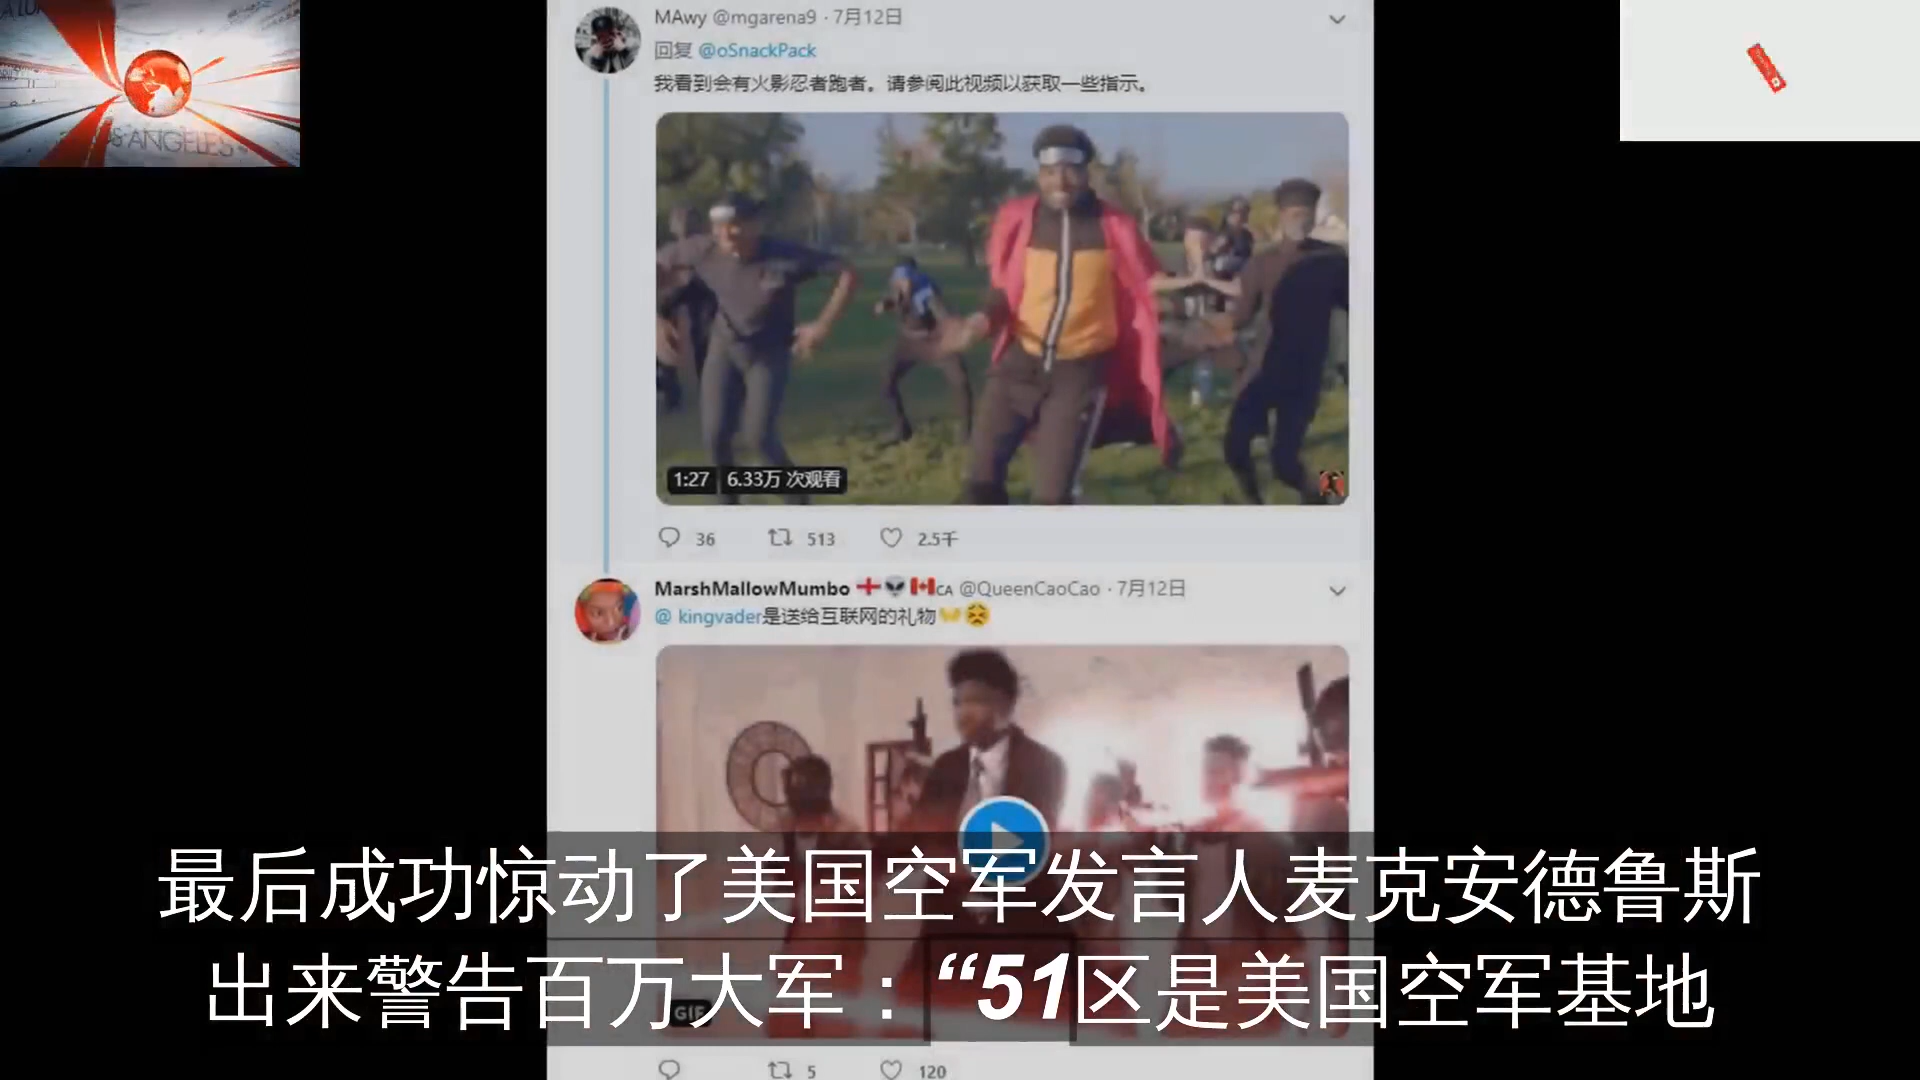 MAwy @mgarena9 · 7月12日
回复 @oSnackPack
我看到会有火影忍者跑者。请参阅此视频以获取一些指示。
1:27 6.33万 次观看
36 513 2.5千
MarshMallowMumbo CA @QueenCaoCao · 7月12日
@ kingvader是送给互联网的礼物
最后成功惊动了美国空军发言人麦克安德鲁斯
出来警告百万大军：“51区是美国空军基地
GIF
5 120
ANGELES